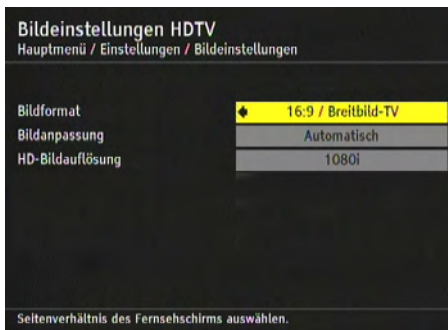 Bildeinstellungen HDTV
Hauptmenü / Einstellungen / Bildeinstellungen
Bildformat 16:9 / Breitbild-TV
Bildanpassung Automatisch
HD-Bildauflösung 1080i
Seitenverhältnis des Fernsehschirms auswählen.